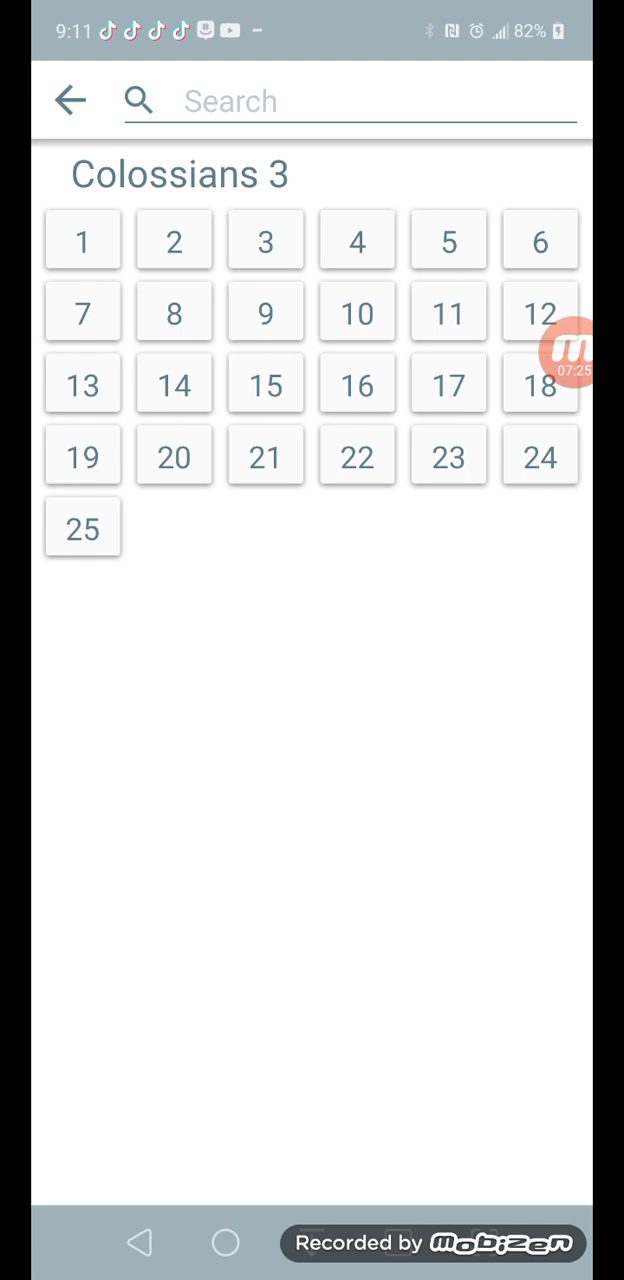 9:11 82%
Search
Colossians 3
1 2 3 4 5 6
7 8 9 10 11 12
13 14 15 16 17 18
07:25
19 20 21 22 23 24
25
Recorded by mobizen